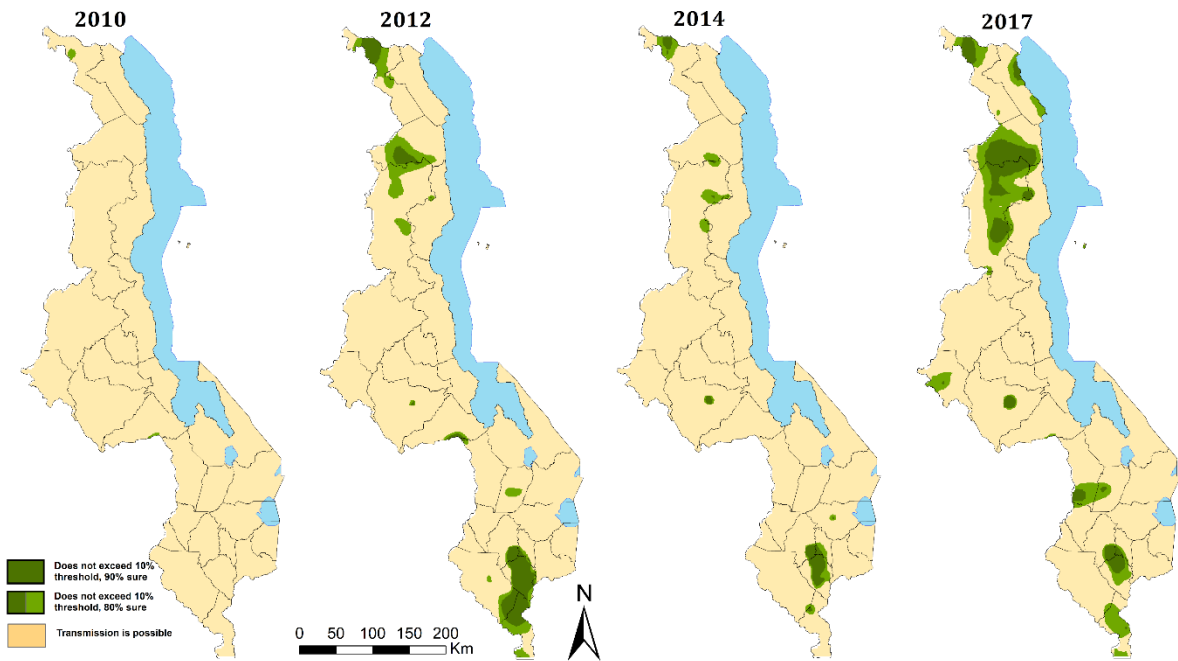 2010
2012
2014
2017
Does not exceed 10%
threshold, 90% sure
Does not exceed 10%
threshold, 80% sure
Transmission is possible
0 50 100 150 200
Km
N